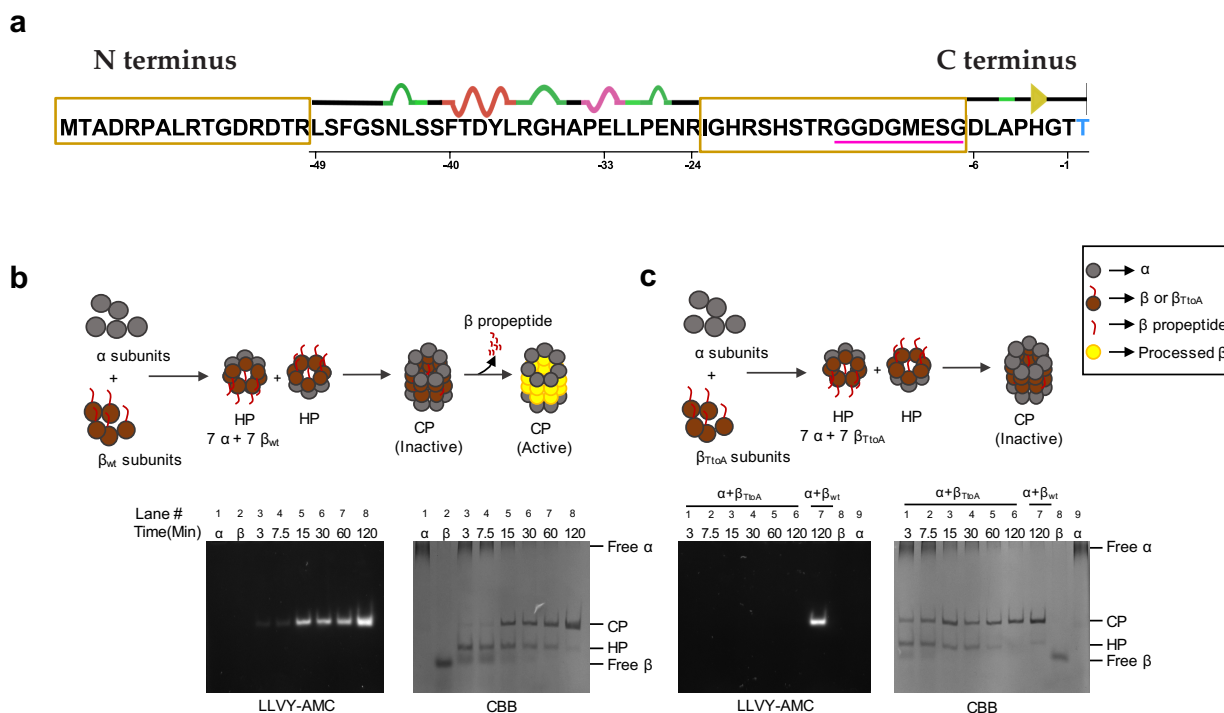 a
N terminus C terminus
MTADRPALRTGDRDTRLSFGSNLSSFTDYLRGHAPELLPENRIGHRSHSTRGGDGMESGDLAPHGTT
-49 -40 -33 -24 -6 -1
b
α subunits
+
βwt subunits
HP
7 α + 7 βwt
+
HP
CP
(Inactive)
β propeptide
CP
(Active)
Lane # 1 2 3 4 5 6 7 8
Time(Min) α β 3 7.5 15 30 60 120
LLVY-AMC
1 2 3 4 5 6 7 8
α β 3 7.5 15 30 60 120
Free α
CP
HP
Free β
CBB
c
α subunits
+
βTtoA subunits
HP
7 α + 7 βTtoA
+
HP
CP
(Inactive)
α
β or βTtoA
β propeptide
Processed β
α+βTtoA α+βwt
1 2 3 4 5 6 7 8 9
3 7.5 15 30 60 120 120 β α
LLVY-AMC
α+βTtoA α+βwt
1 2 3 4 5 6 7 8 9
3 7.5 15 30 60 120 120 β α
Free α
CP
HP
Free β
CBB